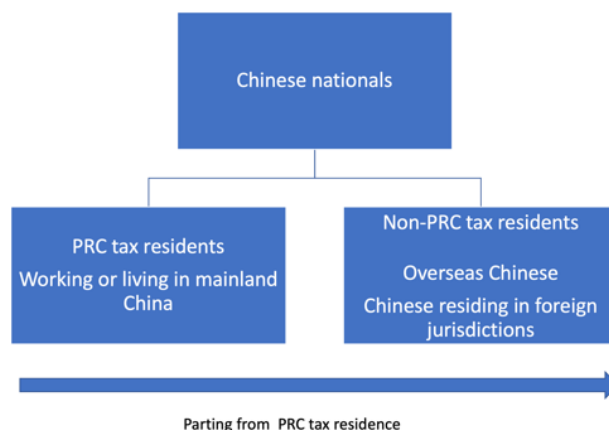 Chinese nationals
PRC tax residents
Working or living in mainland
China
Non-PRC tax residents
Overseas Chinese
Chinese residing in foreign
jurisdictions
Parting from PRC tax residence